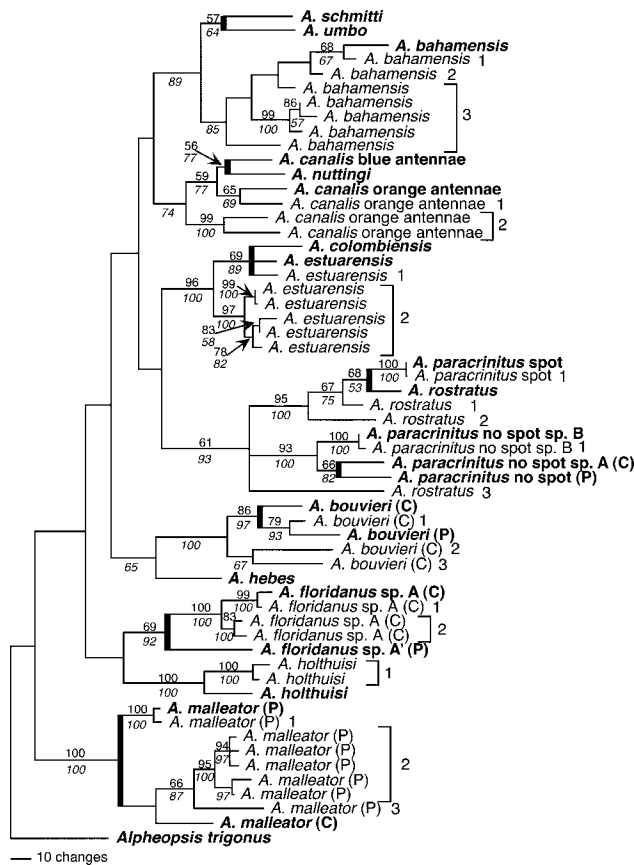 57
64
A. schmitti
A. umbo
89
68
67
A. bahamensis
A. bahamensis 1
A. bahamensis 2
A. bahamensis
86
A. bahamensis
99
57
A. bahamensis
3
100
A. bahamensis
85
A. bahamensis
56
77
A. canalis blue antennae
A. nuttingi
59
77
65
69
A. canalis orange antennae
A. canalis orange antennae 1
74
99
100
A. canalis orange antennae
A. canalis orange antennae
2
A. colombiensis
69
89
A. estuarensis
A. estuarensis 1
96
100
99
100
A. estuarensis
A. estuarensis
97
100
A. estuarensis
2
83
58
A. estuarensis
78
82
A. estuarensis
100
100
A. paracrinitus spot
A. paracrinitus spot 1
68
53
A. rostratus
67
75
A. rostratus 1
95
100
A. rostratus 2
100
100
A. paracrinitus no spot sp. B
A. paracrinitus no spot sp. B 1
61
93
93
100
66
82
A. paracrinitus no spot sp. A (C)
A. paracrinitus no spot (P)
A. rostratus 3
86
97
A. bouvieri (C)
A. bouvieri (C) 1
79
93
A. bouvieri (P)
100
A. bouvieri (C) 2
67
A. bouvieri (C) 3
65
A. hebes
99
100
A. floridanus sp. A (C)
A. floridanus sp. A (C) 1
100
100
83
100
A. floridanus sp. A (C)
A. floridanus sp. A (C)
2
69
92
A. floridanus sp. A' (P)
100
100
A. holthuisi
A. holthuisi
1
100
100
A. holthuisi
100
100
A. malleator (P)
A. malleator (P) 1
A. malleator (P)
94
97
A. malleator (P)
A. malleator (P)
2
95
100
A. malleator (P)
97
A. malleator (P)
100
100
66
87
A. malleator (P) 3
A. malleator (C)
Alpheopsis trigonus
10 changes